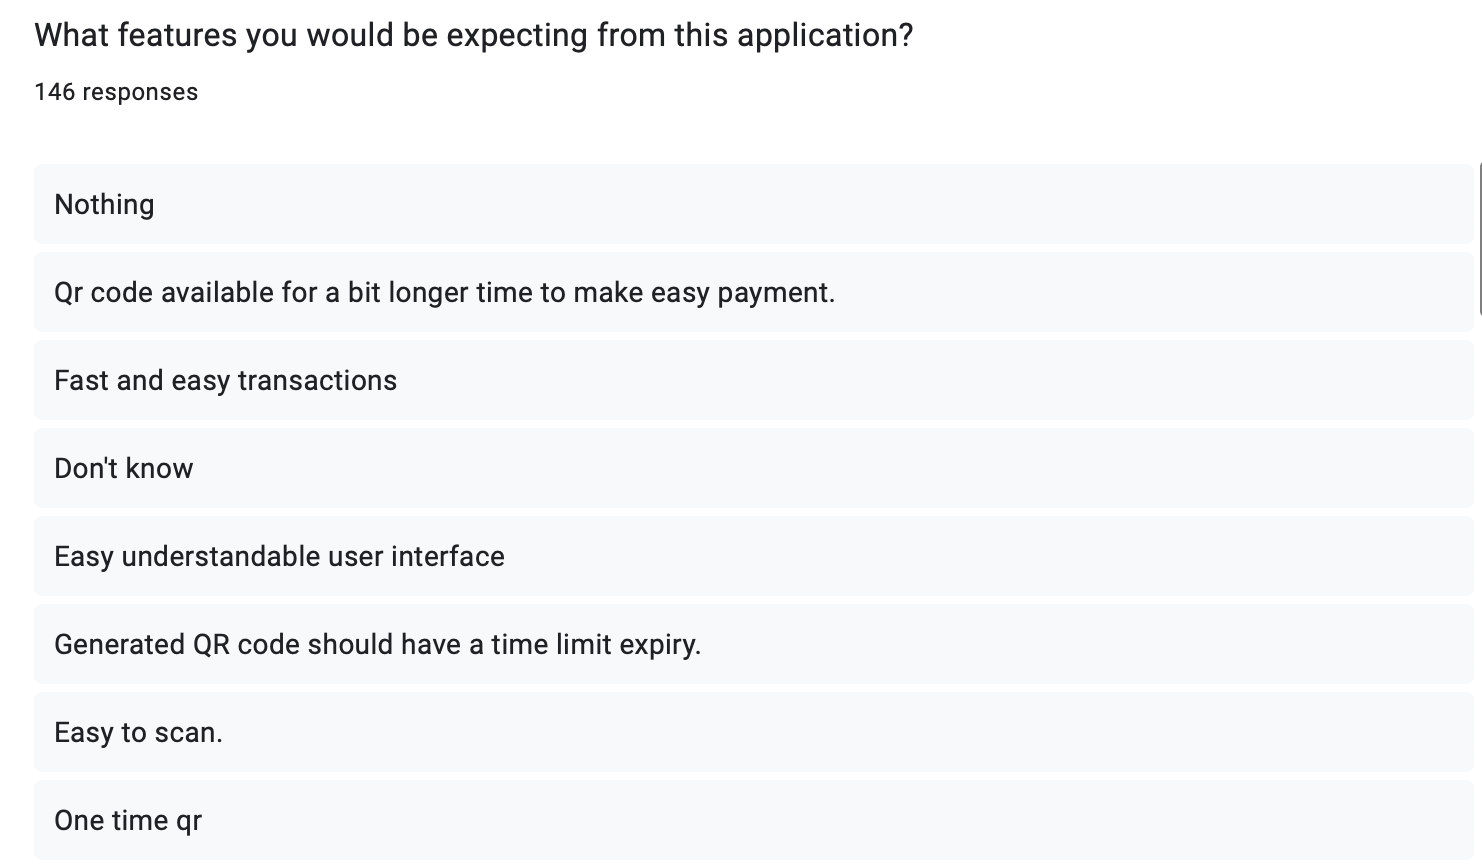 What features you would be expecting from this application?
146 responses
Nothing
Qr code available for a bit longer time to make easy payment.
Fast and easy transactions
Don't know
Easy understandable user interface
Generated QR code should have a time limit expiry.
Easy to scan.
One time qr